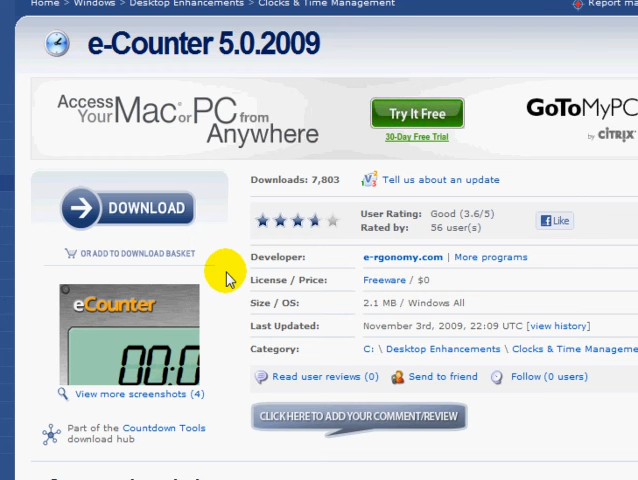 Home > Windows > Desktop Enhancements > Clocks & Time Management
Report ma
e-Counter 5.0.2009
Access Your Mac or PC from Anywhere
Try It Free
30-Day Free Trial
GoToMyPC
by CITRIX
DOWNLOAD
OR ADD TO DOWNLOAD BASKET
Downloads: 7,803
Tell us about an update
User Rating: Good (3.6/5)
Rated by: 56 user(s)
Like
Developer: e-rgonomy.com | More programs
License / Price: Freeware / $0
Size / OS: 2.1 MB / Windows All
Last Updated: November 3rd, 2009, 22:09 UTC [view history]
Category: C: \ Desktop Enhancements \ Clocks & Time Manageme
eCounter
00:0
View more screenshots (4)
Read user reviews (0)
Send to friend
Follow (0 users)
CLICK HERE TO ADD YOUR COMMENT/REVIEW
Part of the Countdown Tools
download hub